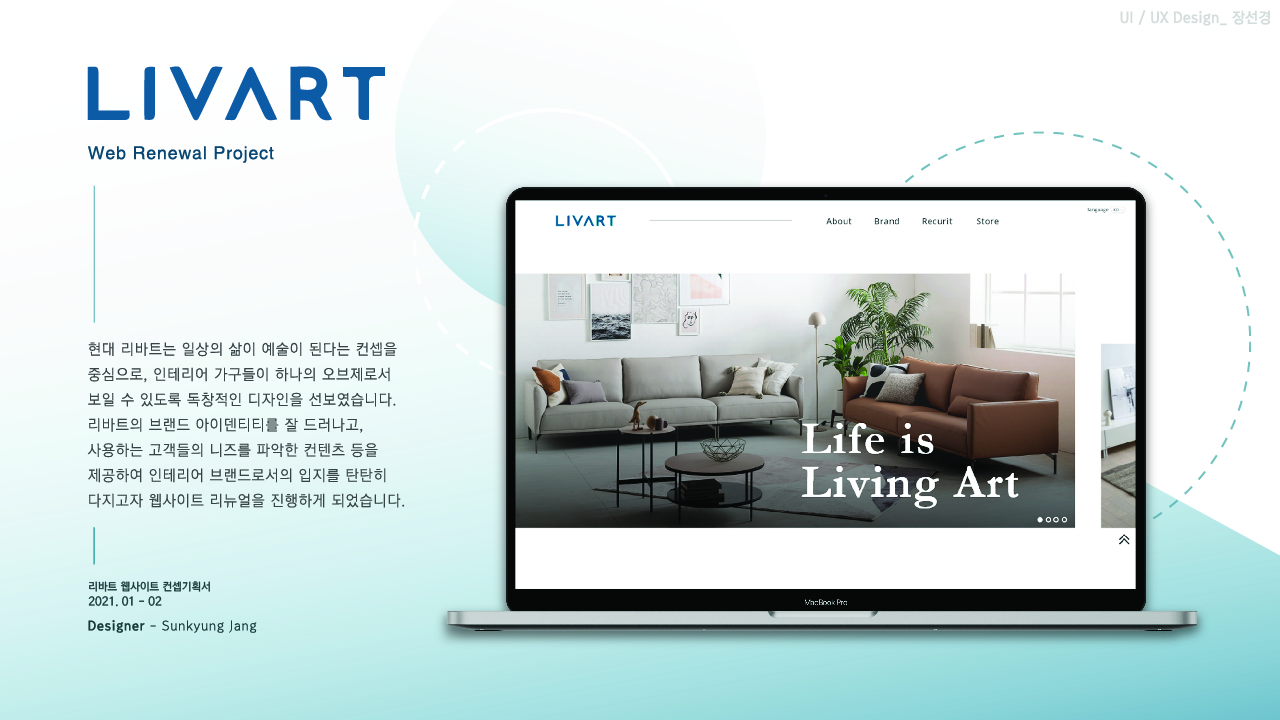 UI / UX Design_ 장선경
LIVART
Web Renewal Project
현대 리바트는 일상의 삶이 예술이 된다는 컨셉을
중심으로, 인테리어 가구들이 하나의 오브제로서
보일 수 있도록 독창적인 디자인을 선보였습니다.
리바트의 브랜드 아이덴티티를 잘 드러나고,
사용하는 고객들의 니즈를 파악한 컨텐츠 등을
제공하여 인테리어 브랜드로서의 입지를 탄탄히
다지고자 웹사이트 리뉴얼을 진행하게 되었습니다.
리바트 웹사이트 컨셉기획서
2021. 01 - 02
Designer - Sunkyung Jang
language
LIVART About Brand Recurit Store
Life is
Living Art
MacBook Pro